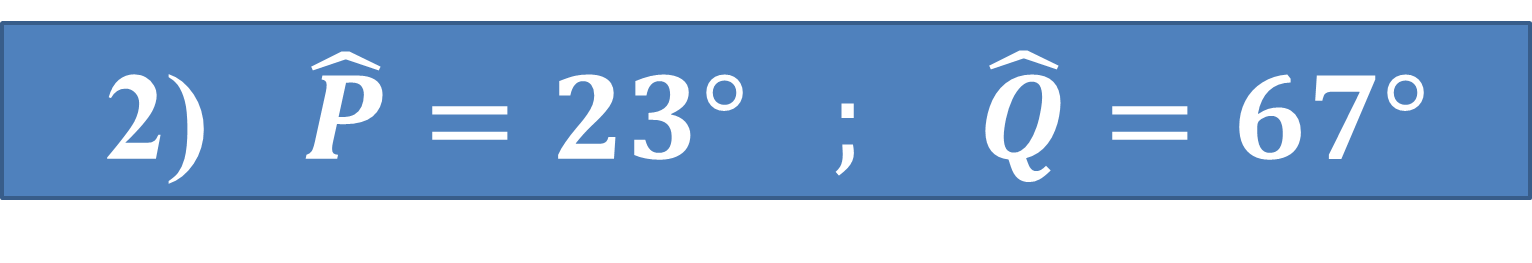 2) P̂ = 23° ; Q̂ = 67°